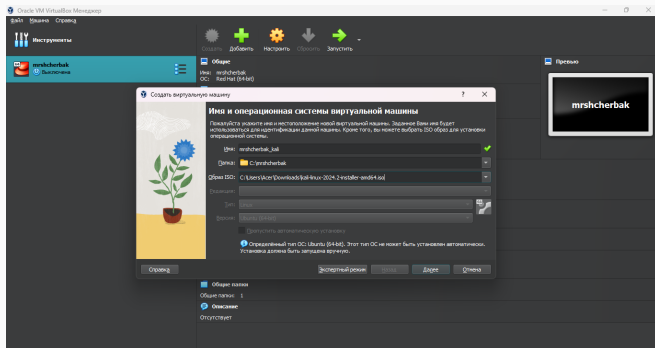 Oracle VM VirtualBox Менеджер
Файл Машина Справка
Инструменты
Создать Добавить Настроить Сбросить Запустить
mrshcherbak
Выключена
Общие
Имя: mrshcherbak
ОС: Red Hat (64-bit)
Превью
mrshcherbak
Создать виртуальную машину
Имя и операционная системы виртуальной машины
Пожалуйста укажите имя и местоположение новой виртуальной машины. Заданное Вами имя будет
использоваться для идентификации данной машины. Кроме того, вы можете выбрать ISO образ для установки
операционной системы.
Имя: mrshcherbak_kali
Папка: C:\mrshcherbak
Образ ISO: C:\Users\Acer\Downloads\kali-linux-2024.2-installer-amd64.iso
Редакция:
Тип: Linux
Версия: Ubuntu (64-bit)
Пропустить автоматическую установку
Определённый тип ОС: Ubuntu (64-bit). Этот тип ОС не может быть установлен автоматически.
Установка должна быть запущена вручную.
Справка
Экспертный режим
Назад
Далее
Отмена
Общие папки
Общие папки: 1
Описание
Отсутствует